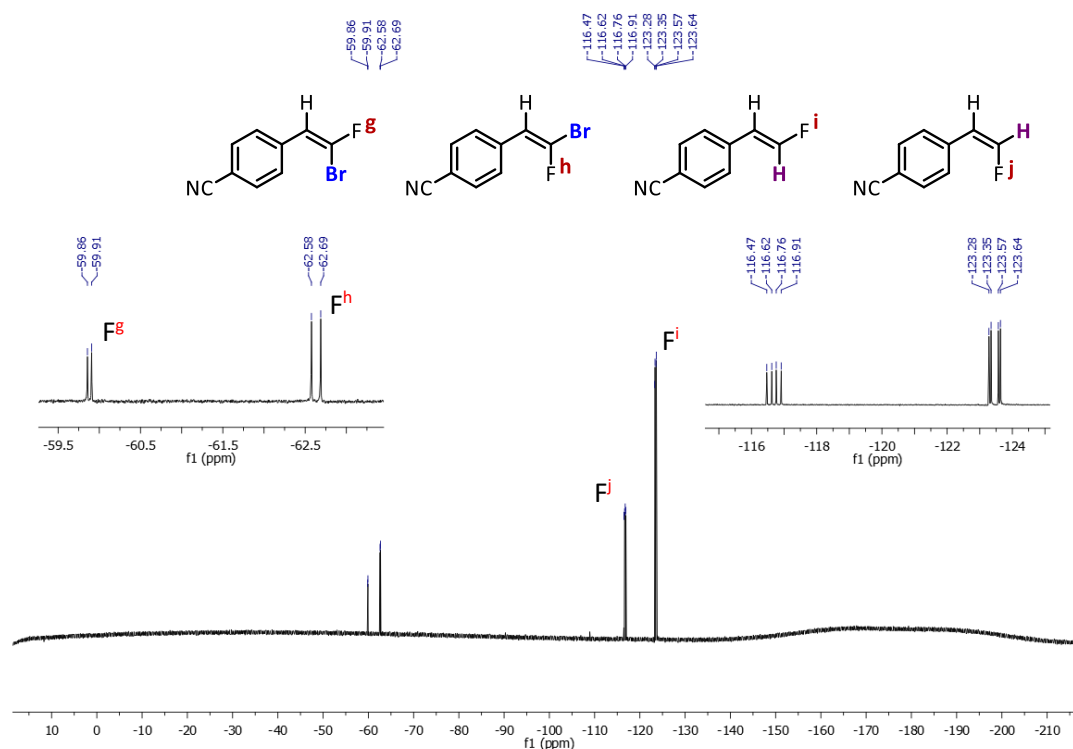 -59.86
-59.91
-62.58
-62.69
-116.47
-116.62
-116.76
-116.91
-123.28
-123.35
-123.57
-123.64
H
F g
Br
NC
H
Br
F h
NC
H
F i
H
NC
H
H
F j
NC
-59.86
-59.91
-62.58
-62.69
Fg
Fh
-59.5 -60.5 -61.5 -62.5
f1 (ppm)
-116.47
-116.62
-116.76
-116.91
-123.28
-123.35
-123.57
-123.64
-116 -118 -120 -122 -124
f1 (ppm)
Fi
Fj
10 0 -10 -20 -30 -40 -50 -60 -70 -80 -90 -100 -110 -120 -130 -140 -150 -160 -170 -180 -190 -200 -210
f1 (ppm)